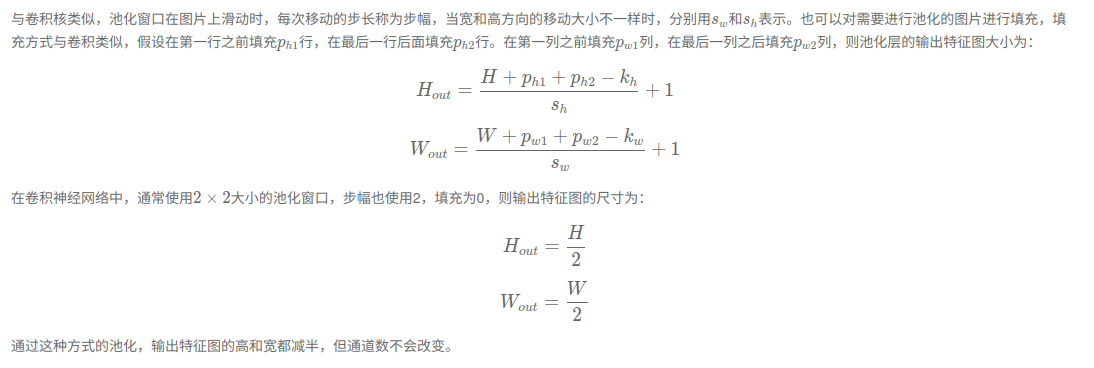 与卷积核类似，池化窗口在图片上滑动时，每次移动的步长称为步幅，当宽和高方向的移动大小不一样时，分别用$s_w$和$s_h$表示。也可以对需要进行池化的图片进行填充，填
充方式与卷积类似，假设在第一行之前填充$p_{h1}$行，在最后一行后面填充$p_{h2}$行。在第一列之前填充$p_{w1}$列，在最后一列之后填充$p_{w2}$列，则池化层的输出特征图大小为：
$H_{out} = \frac{H + p_{h1} + p_{h2} - k_h}{s_h} + 1$
$W_{out} = \frac{W + p_{w1} + p_{w2} - k_w}{s_w} + 1$
在卷积神经网络中，通常使用$2 \times 2$大小的池化窗口，步幅也使用2，填充为0，则输出特征图的尺寸为：
$H_{out} = \frac{H}{2}$
$W_{out} = \frac{W}{2}$
通过这种方式的池化，输出特征图的高和宽都减半，但通道数不会改变。